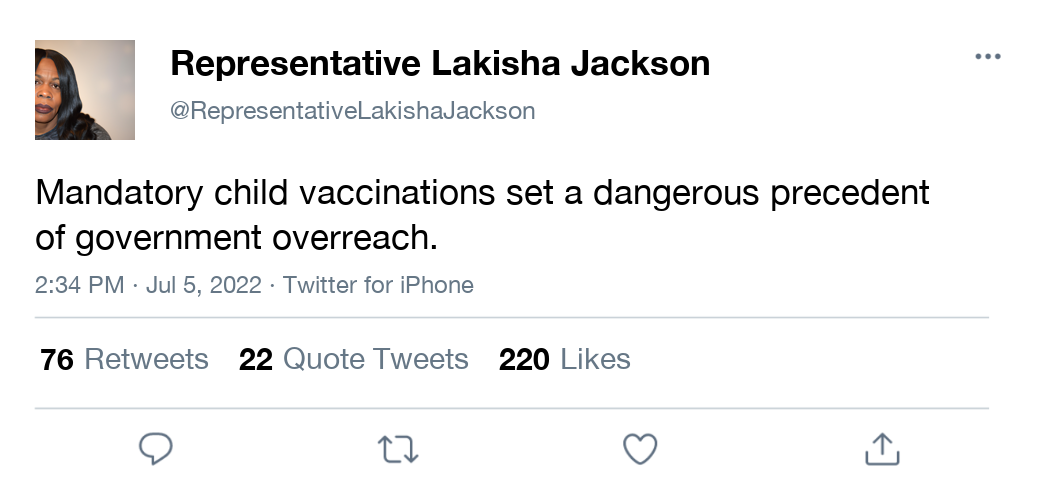 Representative Lakisha Jackson
@RepresentativeLakishaJackson
Mandatory child vaccinations set a dangerous precedent
of government overreach.
2:34 PM · Jul 5, 2022 · Twitter for iPhone
76 Retweets 22 Quote Tweets 220 Likes